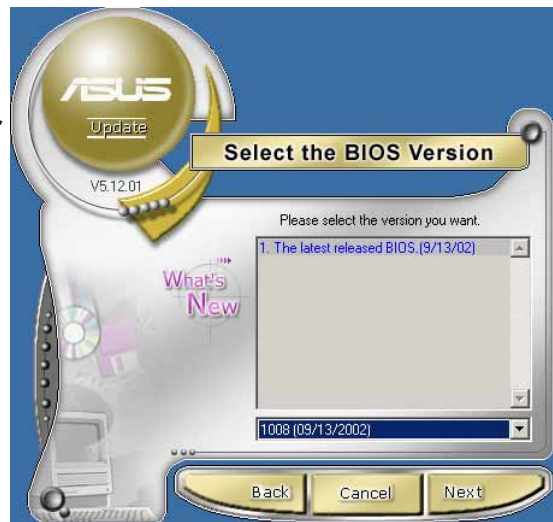 ASUS
Update
V5.12.01
Select the BIOS Version
Please select the version you want.
1. The latest released BIOS.(9/13/02)
What's
New
1008 (09/13/2002)
Back
Cancel
Next